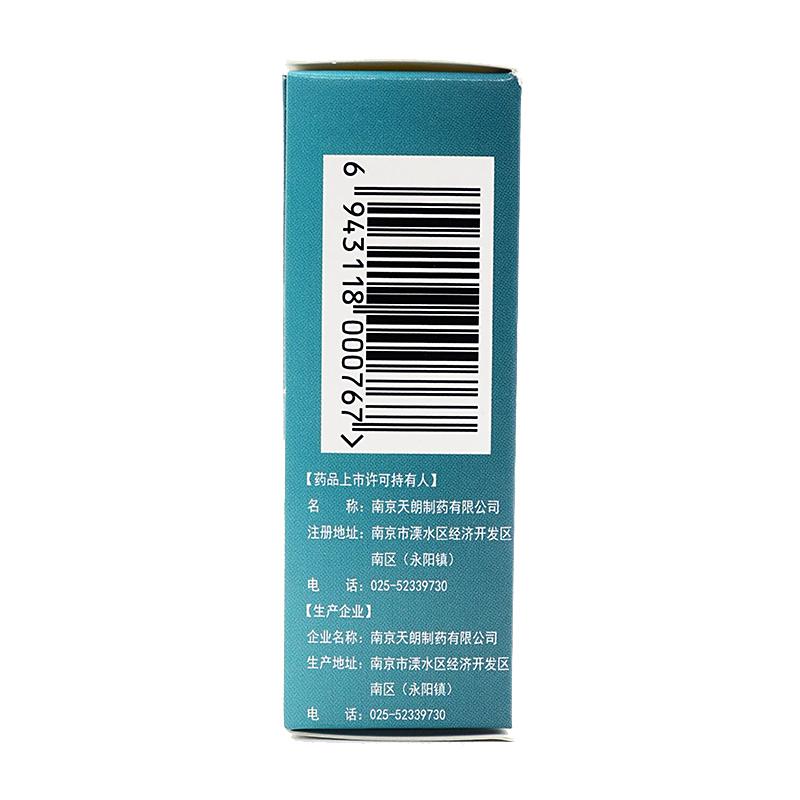 6 943118 000767>
【药品上市许可持有人】
名 称：南京天朗制药有限公司
注册地址：南京市溧水区经济开发区
南区（永阳镇）
电 话：025-52339730
【生产企业】
企业名称：南京天朗制药有限公司
生产地址：南京市溧水区经济开发区
南区（永阳镇）
电 话：025-52339730